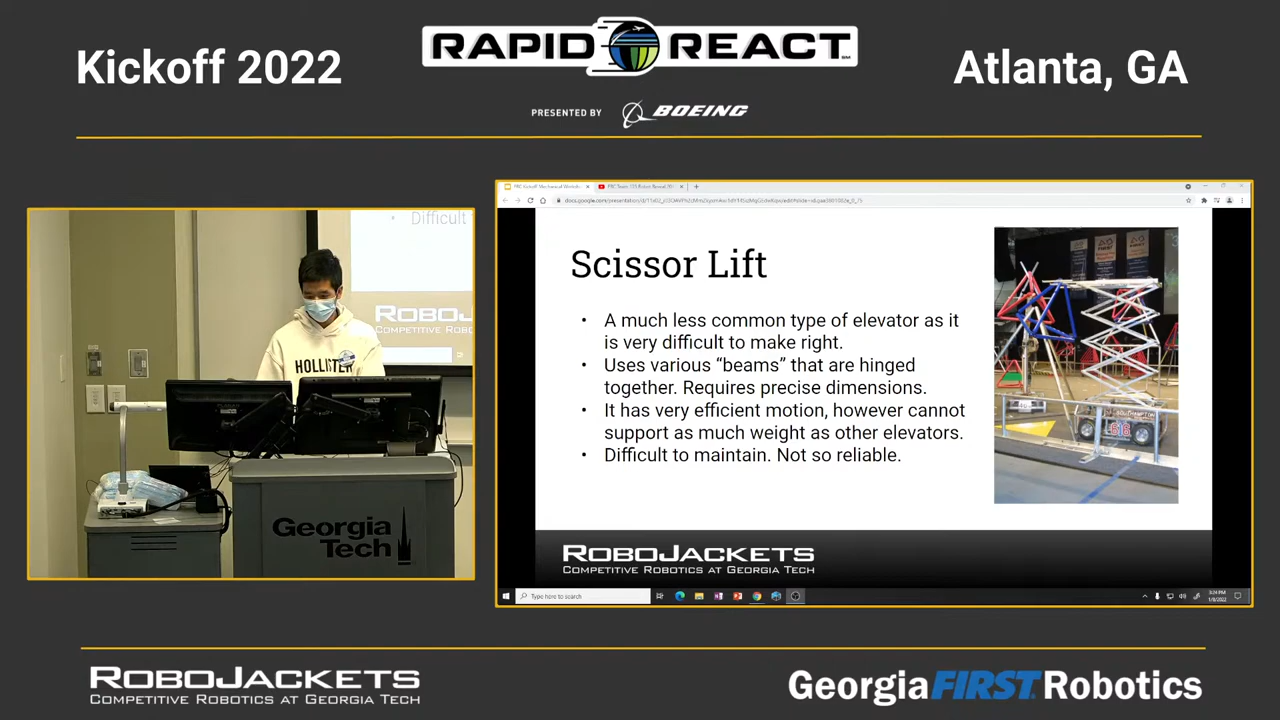 Kickoff 2022
RAPID REACT
Atlanta, GA
PRESENTED BY BOEING
Difficult
ROBOJ
COMPETITIVE ROBO
HOLLISTER
Georgia
Tech
Scissor Lift
• A much less common type of elevator as it
is very difficult to make right.
• Uses various “beams” that are hinged
together. Requires precise dimensions.
• It has very efficient motion, however cannot
support as much weight as other elevators.
• Difficult to maintain. Not so reliable.
ROBOJACKETS
COMPETITIVE ROBOTICS AT GEORGIA TECH
Type here to search
1/8/2022
ROBOJACKETS
COMPETITIVE ROBOTICS AT GEORGIA TECH
Georgia FIRST Robotics